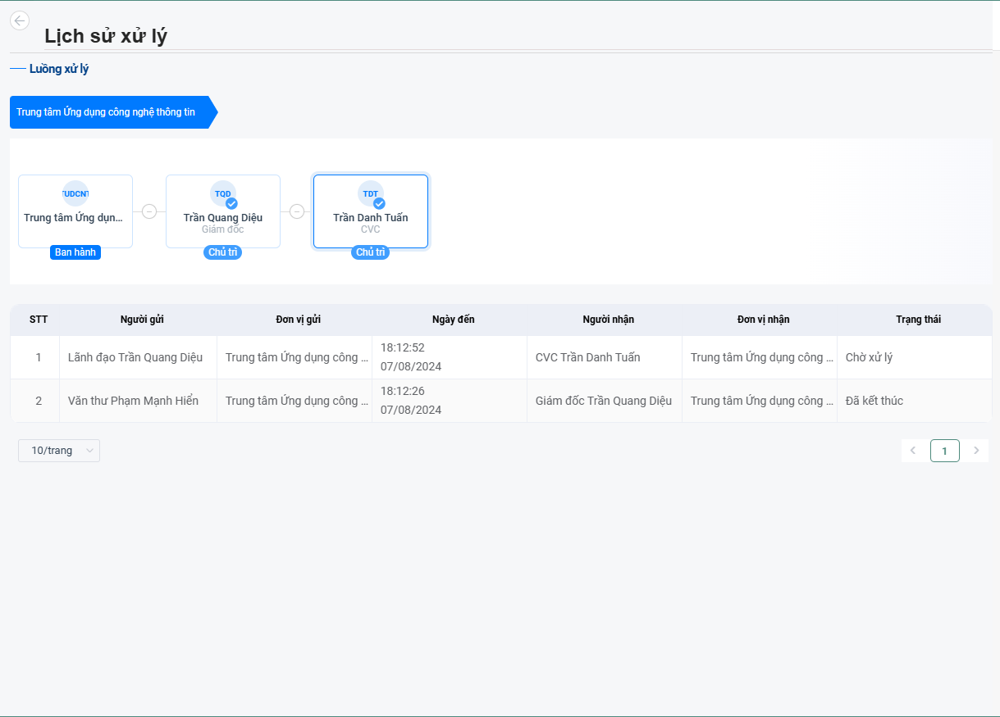 Lịch sử xử lý
Luồng xử lý
Trung tâm Ứng dụng công nghệ thông tin
TUDCNT
TQD
TDT
Trung tâm Ứng dụn...
Trần Quang Diệu
Trần Danh Tuấn
Giám đốc
CVC
Ban hành
Chủ trì
Chủ trì
STT Người gửi Đơn vị gửi Ngày đến Người nhận Đơn vị nhận Trạng thái
1 Lãnh đạo Trần Quang Diệu Trung tâm Ứng dụng công ... 18:12:52 07/08/2024 CVC Trần Danh Tuấn Trung tâm Ứng dụng công ... Chờ xử lý
2 Văn thư Phạm Mạnh Hiển Trung tâm Ứng dụng công ... 18:12:26 07/08/2024 Giám đốc Trần Quang Diệu Trung tâm Ứng dụng công ... Đã kết thúc
10/trang
1